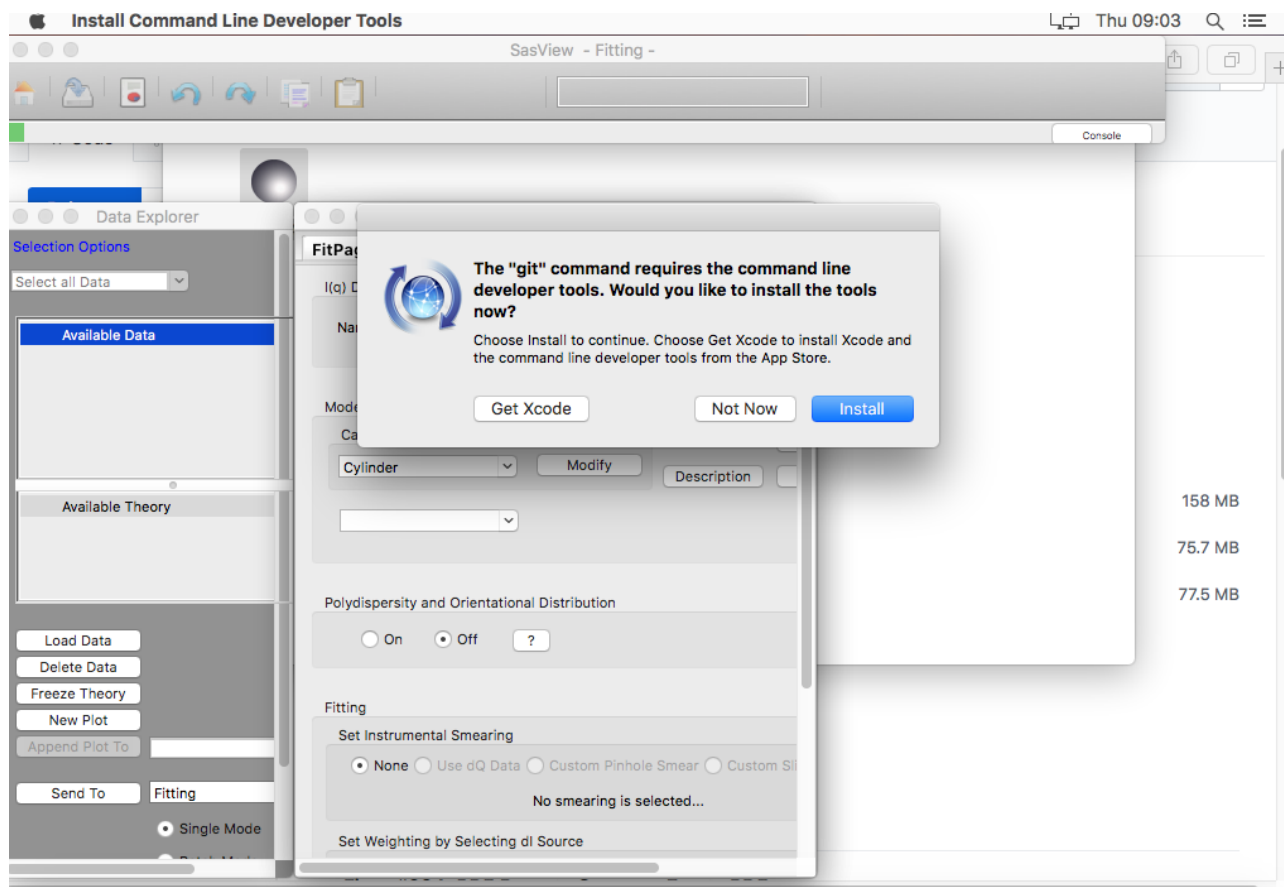 Install Command Line Developer Tools
Thu 09:03
SasView - Fitting -
Console
Data Explorer
Selection Options
Select all Data
Available Data
Available Theory
Load Data
Delete Data
Freeze Theory
New Plot
Append Plot To
Send To
Fitting
Single Mode
I(q)
Cylinder
Modify
Description
Polydispersity and Orientational Distribution
On
Off
?
Fitting
Set Instrumental Smearing
None
Use dQ Data
Custom Pinhole Smear
Custom
No smearing is selected...
Set Weighting by Selecting dI Source
The "git" command requires the command line
developer tools. Would you like to install the tools
now?
Choose Install to continue. Choose Get Xcode to install Xcode and
the command line developer tools from the App Store.
Get Xcode
Not Now
Install
158 MB
75.7 MB
77.5 MB